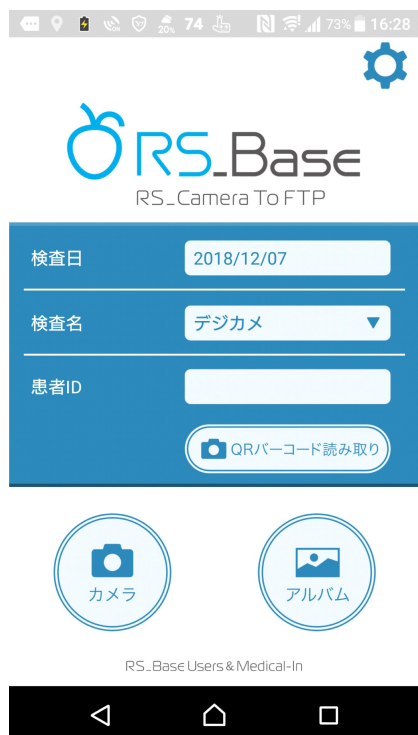 20% 74 73% 16:28
RS_Base
RS_Camera To FTP
検査日 2018/12/07
検査名 デジカメ ▼
患者ID
QRバーコード読み取り
カメラ アルバム
RS_Base Users & Medical-In